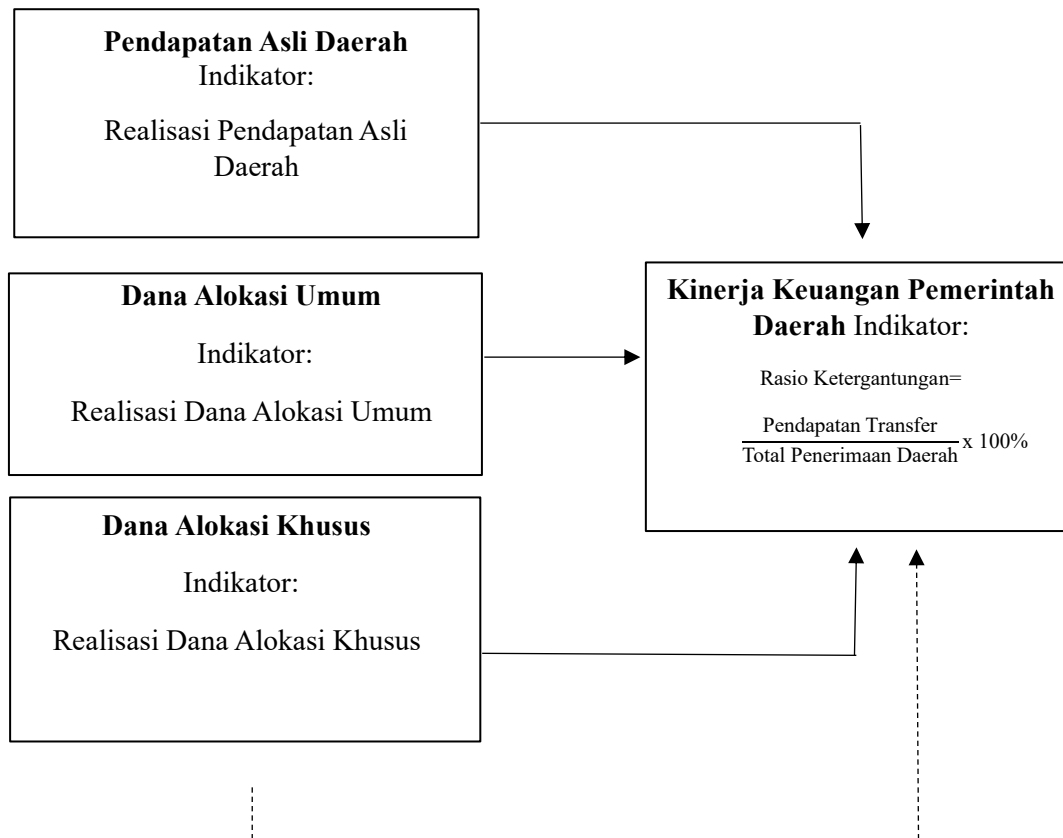 Pendapatan Asli Daerah
Indikator:
Realisasi Pendapatan Asli
Daerah
Dana Alokasi Umum
Indikator:
Realisasi Dana Alokasi Umum
Dana Alokasi Khusus
Indikator:
Realisasi Dana Alokasi Khusus
Kinerja Keuangan Pemerintah
Daerah Indikator:
Rasio Ketergantungan=
Pendapatan Transfer
Total Penerimaan Daerah x 100%